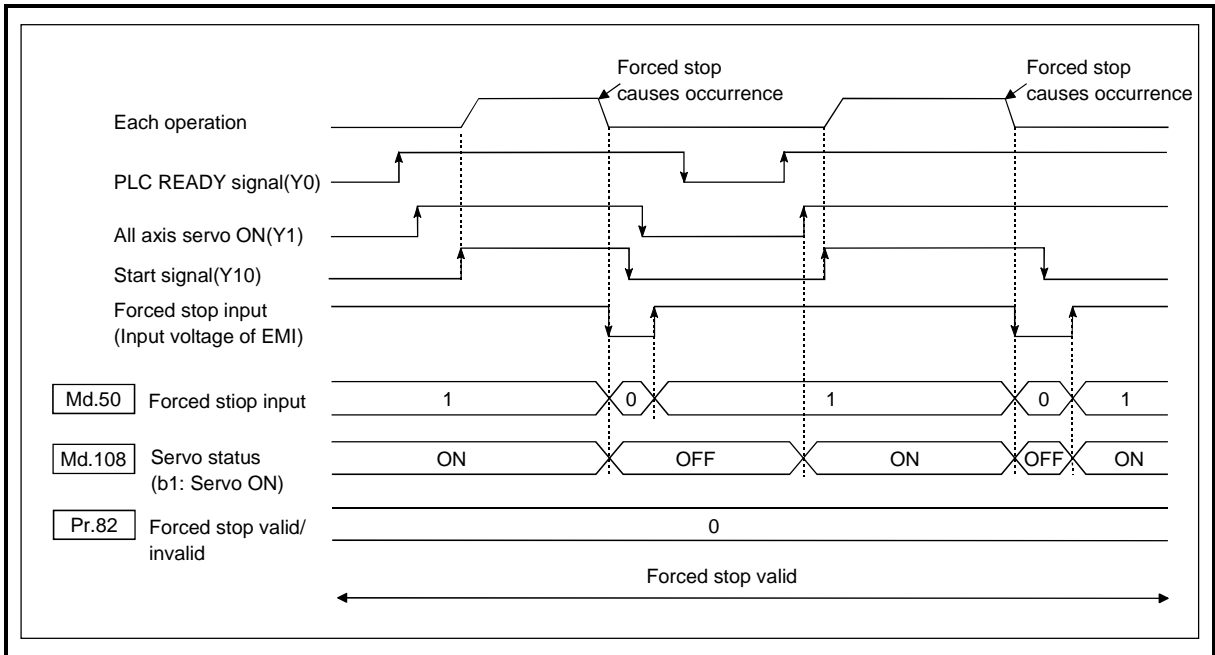 Forced stop
causes occurrence
Forced stop
causes occurrence
Each operation
PLC READY signal(Y0)
All axis servo ON(Y1)
Start signal(Y10)
Forced stop input
(Input voltage of EMI)
Md.50 Forced stiop input 1 0 1 0 1
Md.108 Servo status ON OFF ON OFF ON
(b1: Servo ON)
Pr.82 Forced stop valid/ 0
invalid
Forced stop valid